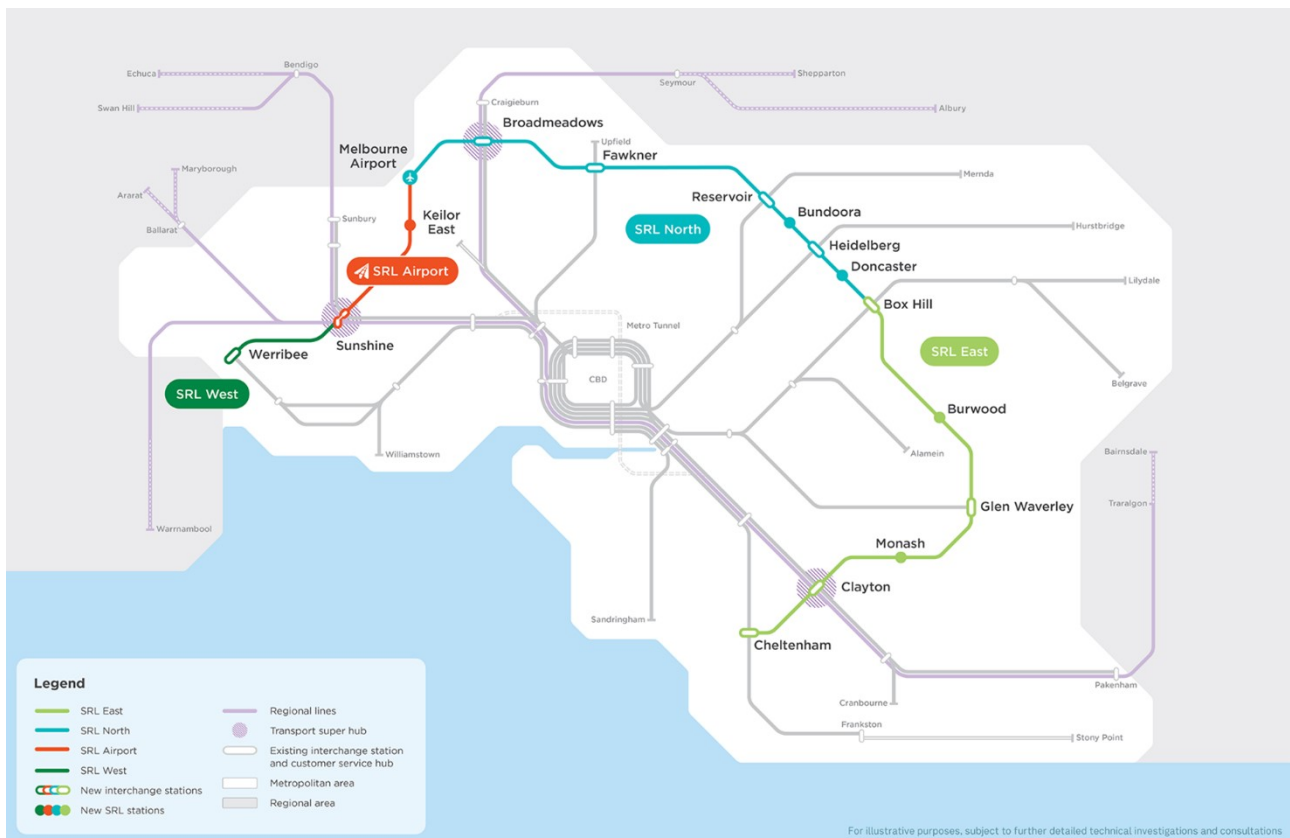 Echuca
Bendigo
Swan Hill
Maryborough
Ararat
Ballarat
Sunbury
Warrnambool
Craigieburn
Seymour
Shepparton
Albury
Melbourne
Airport
Broadmeadows
Upfield
Fawkner
Keilor
East
SRL Airport
SRL North
Reservoir
Bundoora
Heidelberg
Doncaster
Box Hill
Mernda
Hurstbridge
Lilydale
Belgrave
Sunshine
Werribee
SRL West
Williamstown
Metro Tunnel
CBD
SRL East
Burwood
Alamein
Glen Waverley
Monash
Clayton
Cheltenham
Sandringham
Bairnsdale
Traralgon
Pakenham
Cranbourne
Frankston
Stony Point
Legend
SRL East
SRL North
SRL Airport
SRL West
New interchange stations
New SRL stations
Regional lines
Transport super hub
Existing interchange station
and customer service hub
Metropolitan area
Regional area
For illustrative purposes, subject to further detailed technical investigations and consultations